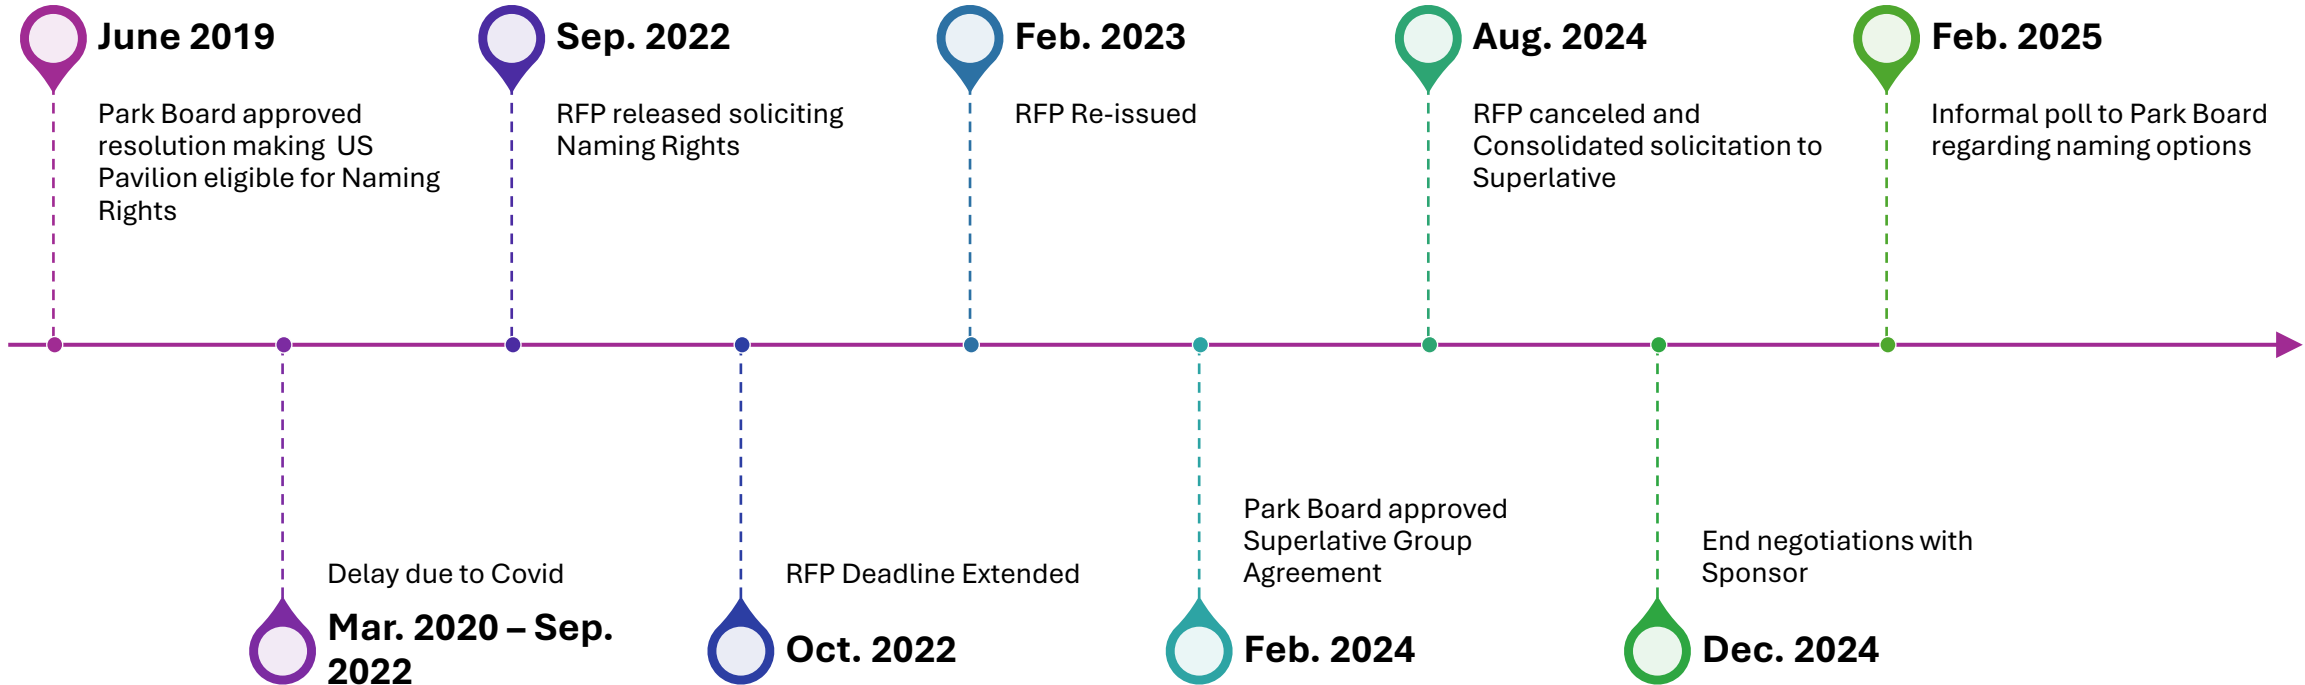 June 2019
Park Board approved
resolution making  US
Pavilion eligible for Naming
Rights
Delay due to Covid
Mar. 2020 – Sep.
2022
Sep. 2022
RFP released soliciting
Naming Rights
RFP Deadline Extended
Oct. 2022
Feb. 2023
RFP Re-issued
Park Board approved
Superlative Group
Agreement
Feb. 2024
Aug. 2024
RFP canceled and
Consolidated solicitation to
Superlative
End negotiations with
Sponsor
Dec. 2024
Feb. 2025
Informal poll to Park Board
regarding naming options